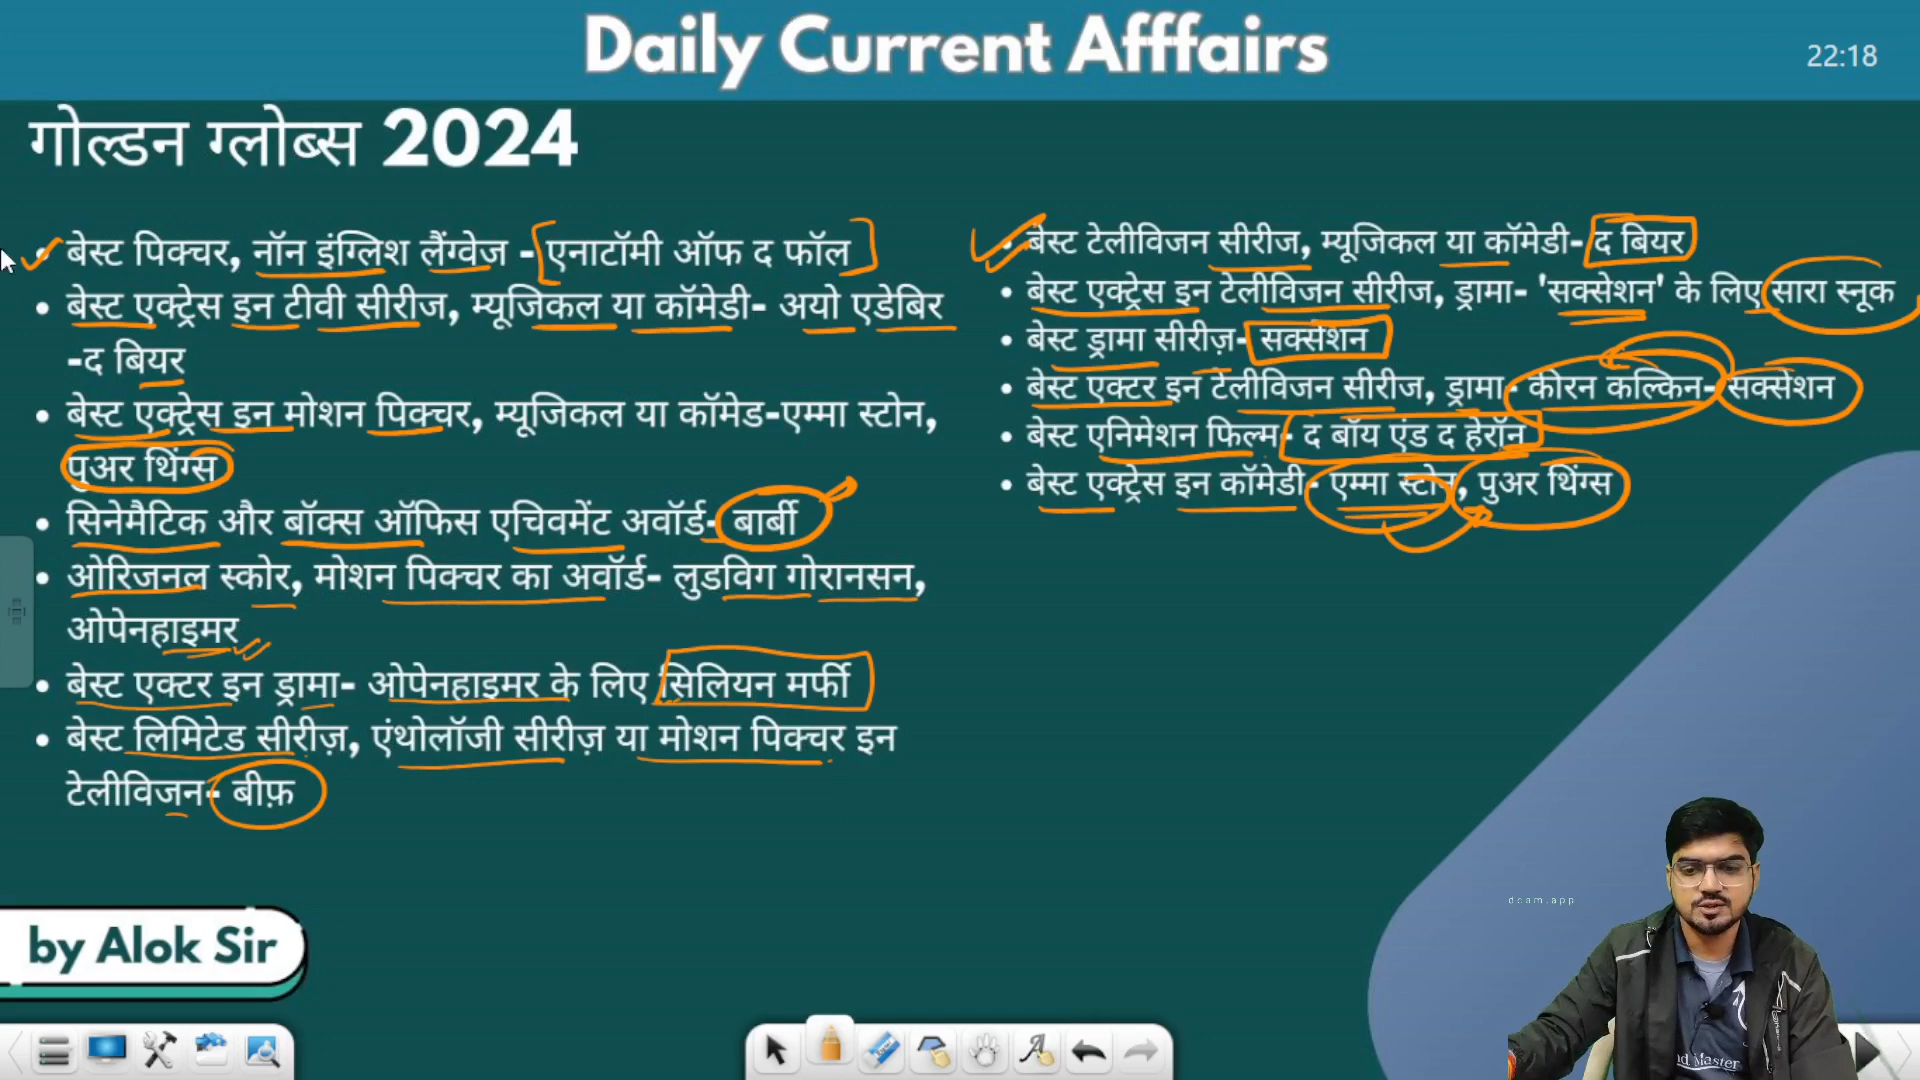 Daily Current Afffairs
22:18
गोल्डन ग्लोब्स 2024
• बेस्ट पिक्चर, नॉन इंग्लिश लैंग्वेज - एनाटॉमी ऑफ द फॉल
• बेस्ट एक्ट्रेस इन टीवी सीरीज, म्यूजिकल या कॉमेडी- अयो एडेबिर
-द बियर
• बेस्ट एक्ट्रेस इन मोशन पिक्चर, म्यूजिकल या कॉमेड-एम्मा स्टोन,
पुअर थिंग्स
• सिनेमैटिक और बॉक्स ऑफिस एचिवमेंट अवॉर्ड- बार्बी
• ओरिजनल स्कोर, मोशन पिक्चर का अवॉर्ड- लुडविग गोरानसन,
ओपेनहाइमर
• बेस्ट एक्टर इन ड्रामा- ओपेनहाइमर के लिए सिलियन मर्फी
• बेस्ट लिमिटेड सीरीज़, एंथोलॉजी सीरीज़ या मोशन पिक्चर इन
टेलीविजन- बीफ़
• बेस्ट टेलीविजन सीरीज, म्यूजिकल या कॉमेडी- द बियर
• बेस्ट एक्ट्रेस इन टेलीविजन सीरीज, ड्रामा- 'सक्सेशन' के लिए सारा स्नूक
• बेस्ट ड्रामा सीरीज़- सक्सेशन
• बेस्ट एक्टर इन टेलीविजन सीरीज, ड्रामा- कीरन कल्किन- सक्सेशन
• बेस्ट एनिमेशन फिल्म- द बॉय एंड द हेरॉन
• बेस्ट एक्ट्रेस इन कॉमेडी- एम्मा स्टोन, पुअर थिंग्स
by Alok Sir
dcam.app
Master